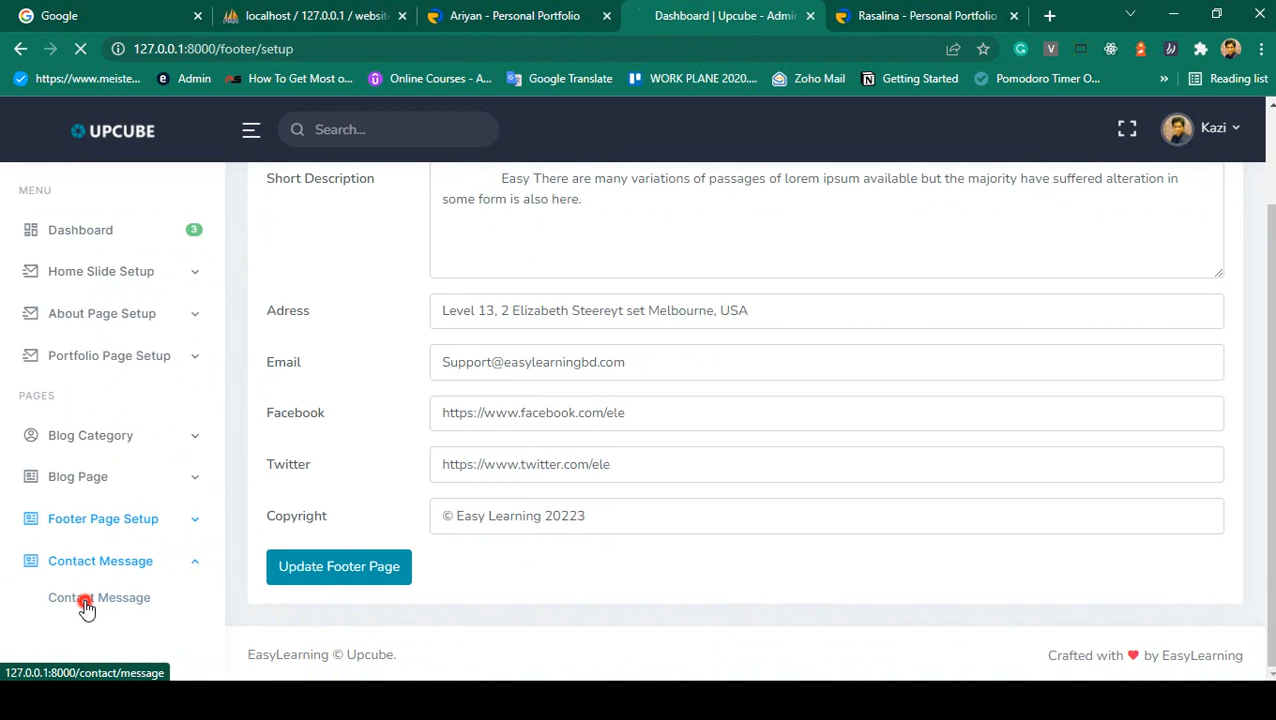 Google
localhost / 127.0.0.1 / websit
Ariyan - Personal Portfolio
Dashboard | Upcube - Admi
Rasalina - Personal Portfolio
127.0.0.1:8000/footer/setup
https://www.meiste...
Admin
How To Get Most o...
Online Courses - A...
Google Translate
WORK PLANE 2020....
Zoho Mail
Getting Started
Pomodoro Timer O...
»
Reading list
UPCUBE
Search...
Kazi
MENU
Dashboard
3
Home Slide Setup
About Page Setup
Portfolio Page Setup
PAGES
Blog Category
Blog Page
Footer Page Setup
Contact Message
Contact Message
Short Description
Easy There are many variations of passages of lorem ipsum available but the majority have suffered alteration in
some form is also here.
Adress
Level 13, 2 Elizabeth Steereyt set Melbourne, USA
Email
Support@easylearningbd.com
Facebook
https://www.facebook.com/ele
Twitter
https://www.twitter.com/ele
Copyright
© Easy Learning 20223
Update Footer Page
EasyLearning © Upcube.
Crafted with ♥ by EasyLearning
127.0.0.1:8000/contact/message